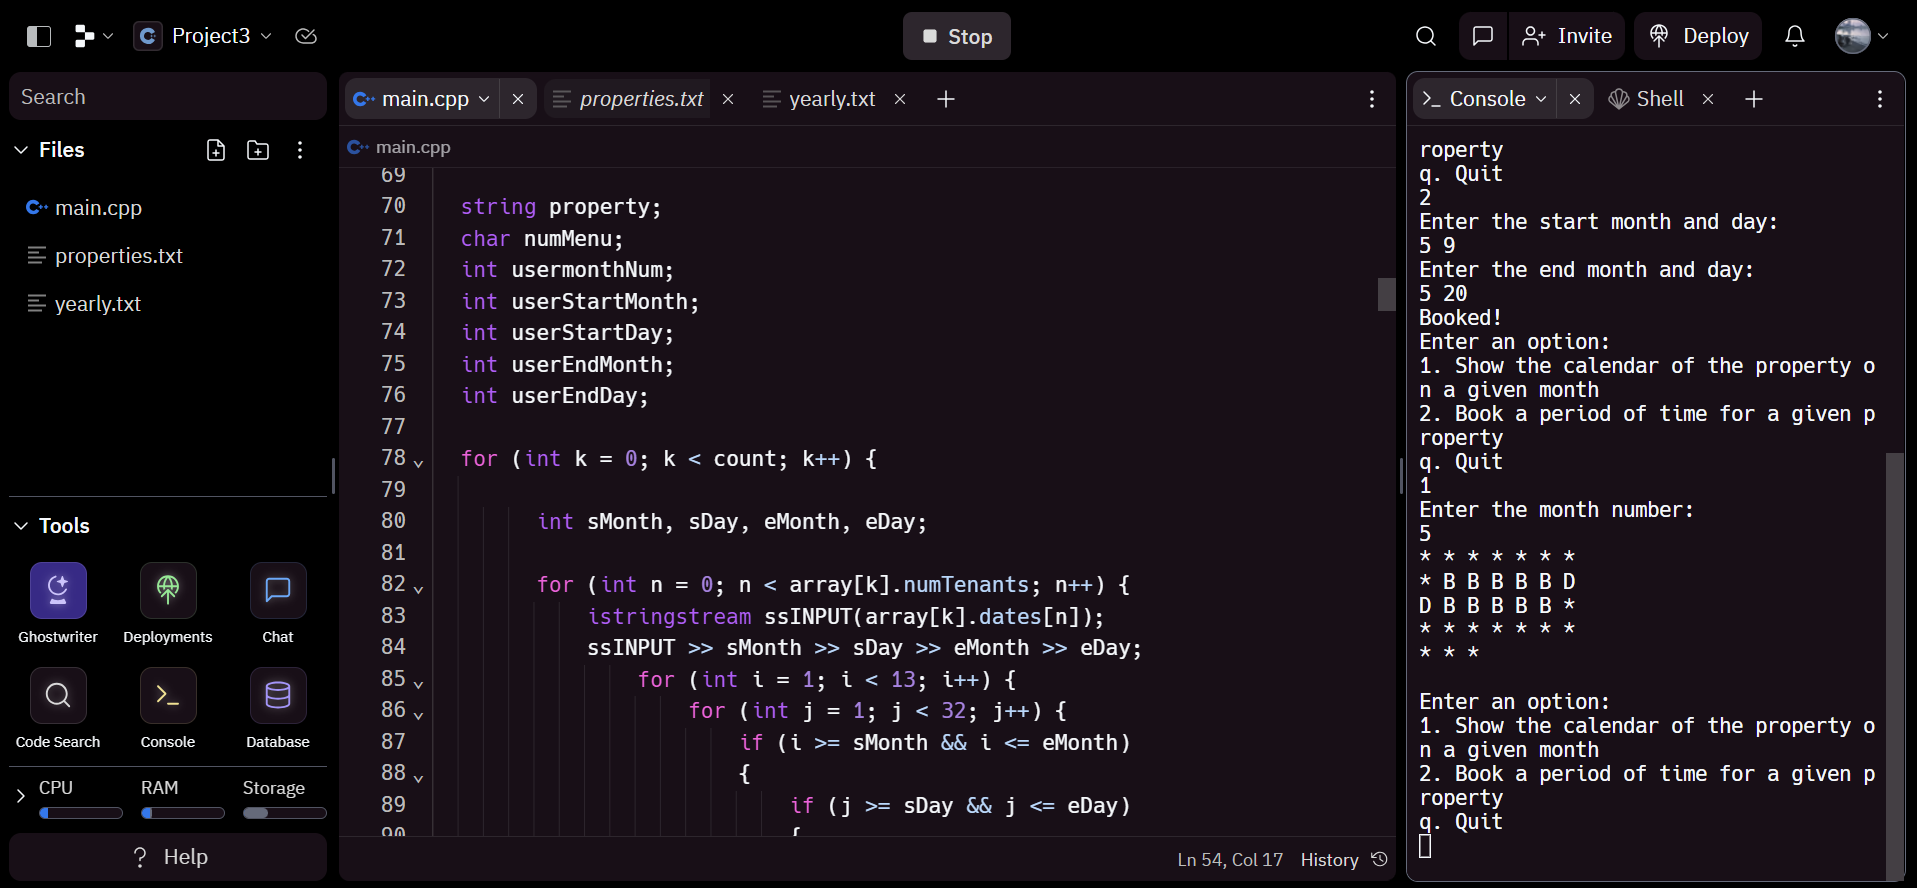 Project3
Stop
Invite
Deploy
Search
Files
main.cpp
properties.txt
yearly.txt
Tools
Ghostwriter
Deployments
Chat
Code Search
Console
Database
CPU
RAM
Storage
? Help
main.cpp
properties.txt
yearly.txt
main.cpp
69
70 string property;
71 char numMenu;
72 int usermonthNum;
73 int userStartMonth;
74 int userStartDay;
75 int userEndMonth;
76 int userEndDay;
77
78 for (int k = 0; k < count; k++) {
79
80 int sMonth, sDay, eMonth, eDay;
81
82 for (int n = 0; n < array[k].numTenants; n++) {
83 istringstream ssINPUT(array[k].dates[n]);
84 ssINPUT >> sMonth >> sDay >> eMonth >> eDay;
85 for (int i = 1; i < 13; i++) {
86 for (int j = 1; j < 32; j++) {
87 if (i >= sMonth && i <= eMonth)
88 {
89 if (j >= sDay && j <= eDay)
90 {
Ln 54, Col 17 History
Console
Shell
roperty
q. Quit
2
Enter the start month and day:
5 9
Enter the end month and day:
5 20
Booked!
Enter an option:
1. Show the calendar of the property o
n a given month
2. Book a period of time for a given p
roperty
q. Quit
1
Enter the month number:
5
* * * * * * *
* B B B B B D
D B B B B B *
* * * * * * *
* * *
Enter an option:
1. Show the calendar of the property o
n a given month
2. Book a period of time for a given p
roperty
q. Quit